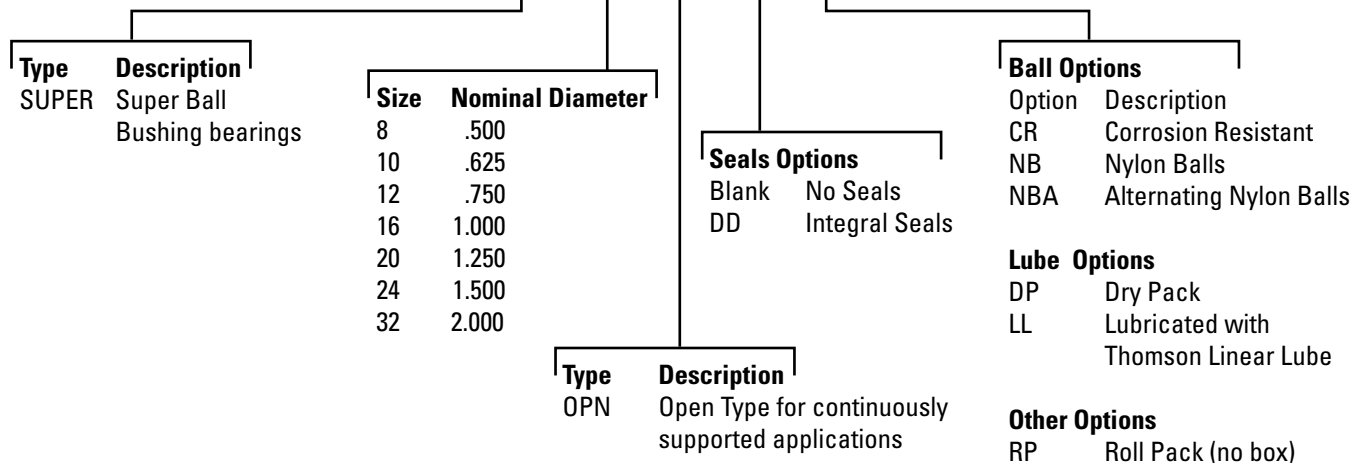 Type Description
SUPER Super Ball
Bushing bearings
Size Nominal Diameter
8 .500
10 .625
12 .750
16 1.000
20 1.250
24 1.500
32 2.000
Type Description
OPN Open Type for continuously
supported applications
Seals Options
Blank No Seals
DD Integral Seals
Ball Options
Option Description
CR Corrosion Resistant
NB Nylon Balls
NBA Alternating Nylon Balls
Lube Options
DP Dry Pack
LL Lubricated with
Thomson Linear Lube
Other Options
RP Roll Pack (no box)